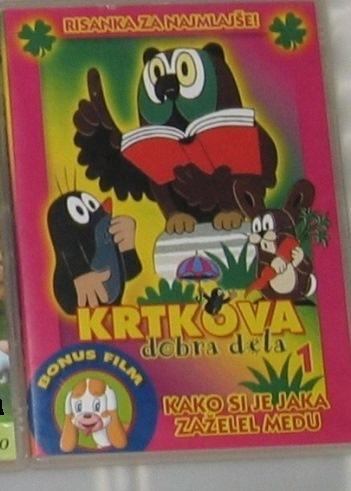 RISANKA ZA NAJMLAJŠE!
KRTKOVA
dobra dela 1
BONUS FILM
KAKO SI JE JAKA
ZAŽELEL MEDU